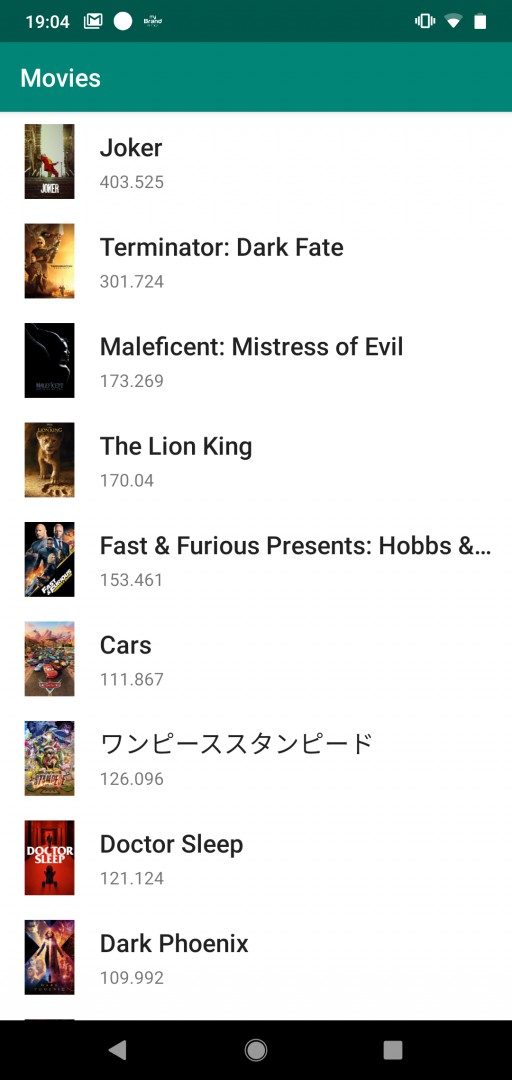 19:04
Movies
Joker
403.525
JOKER
Terminator: Dark Fate
301.724
Maleficent: Mistress of Evil
173.269
The Lion King
170.04
Fast & Furious Presents: Hobbs &...
153.461
Cars
111.867
ワンピーススタンピード
126.096
Doctor Sleep
121.124
DOCTOR
SLEEP
Dark Phoenix
109.992